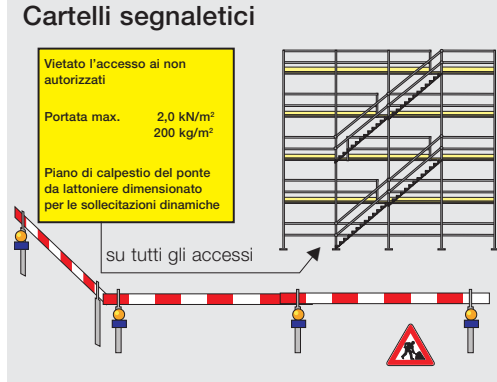 Cartelli segnaletici
Vietato l'accesso ai non
autorizzati
Portata max. 2,0 kN/m²
200 kg/m²
Piano di calpestio del ponte
da lattoniere dimensionato
per le sollecitazioni dinamiche
su tutti gli accessi